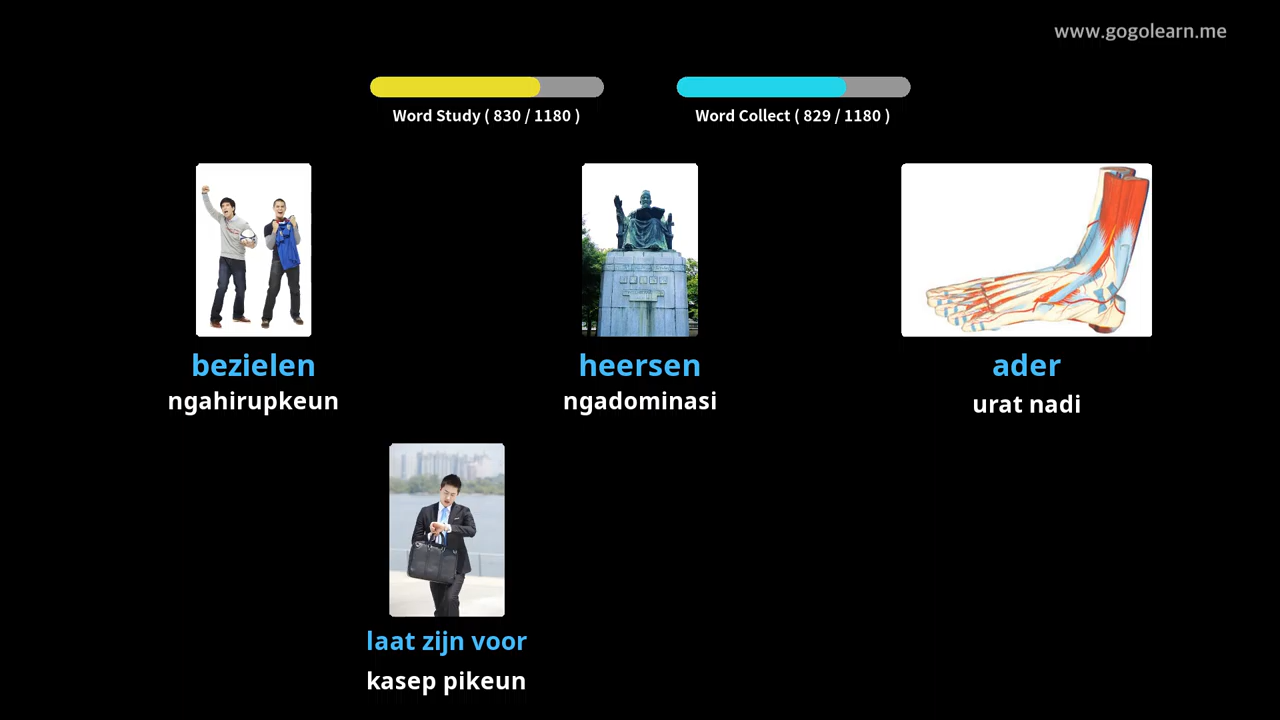 www.gogolearn.me
Word Study ( 830 / 1180 )
Word Collect ( 829 / 1180 )
bezielen
ngahirupkeun
heersen
ngadominasi
ader
urat nadi
laat zijn voor
kasep pikeun